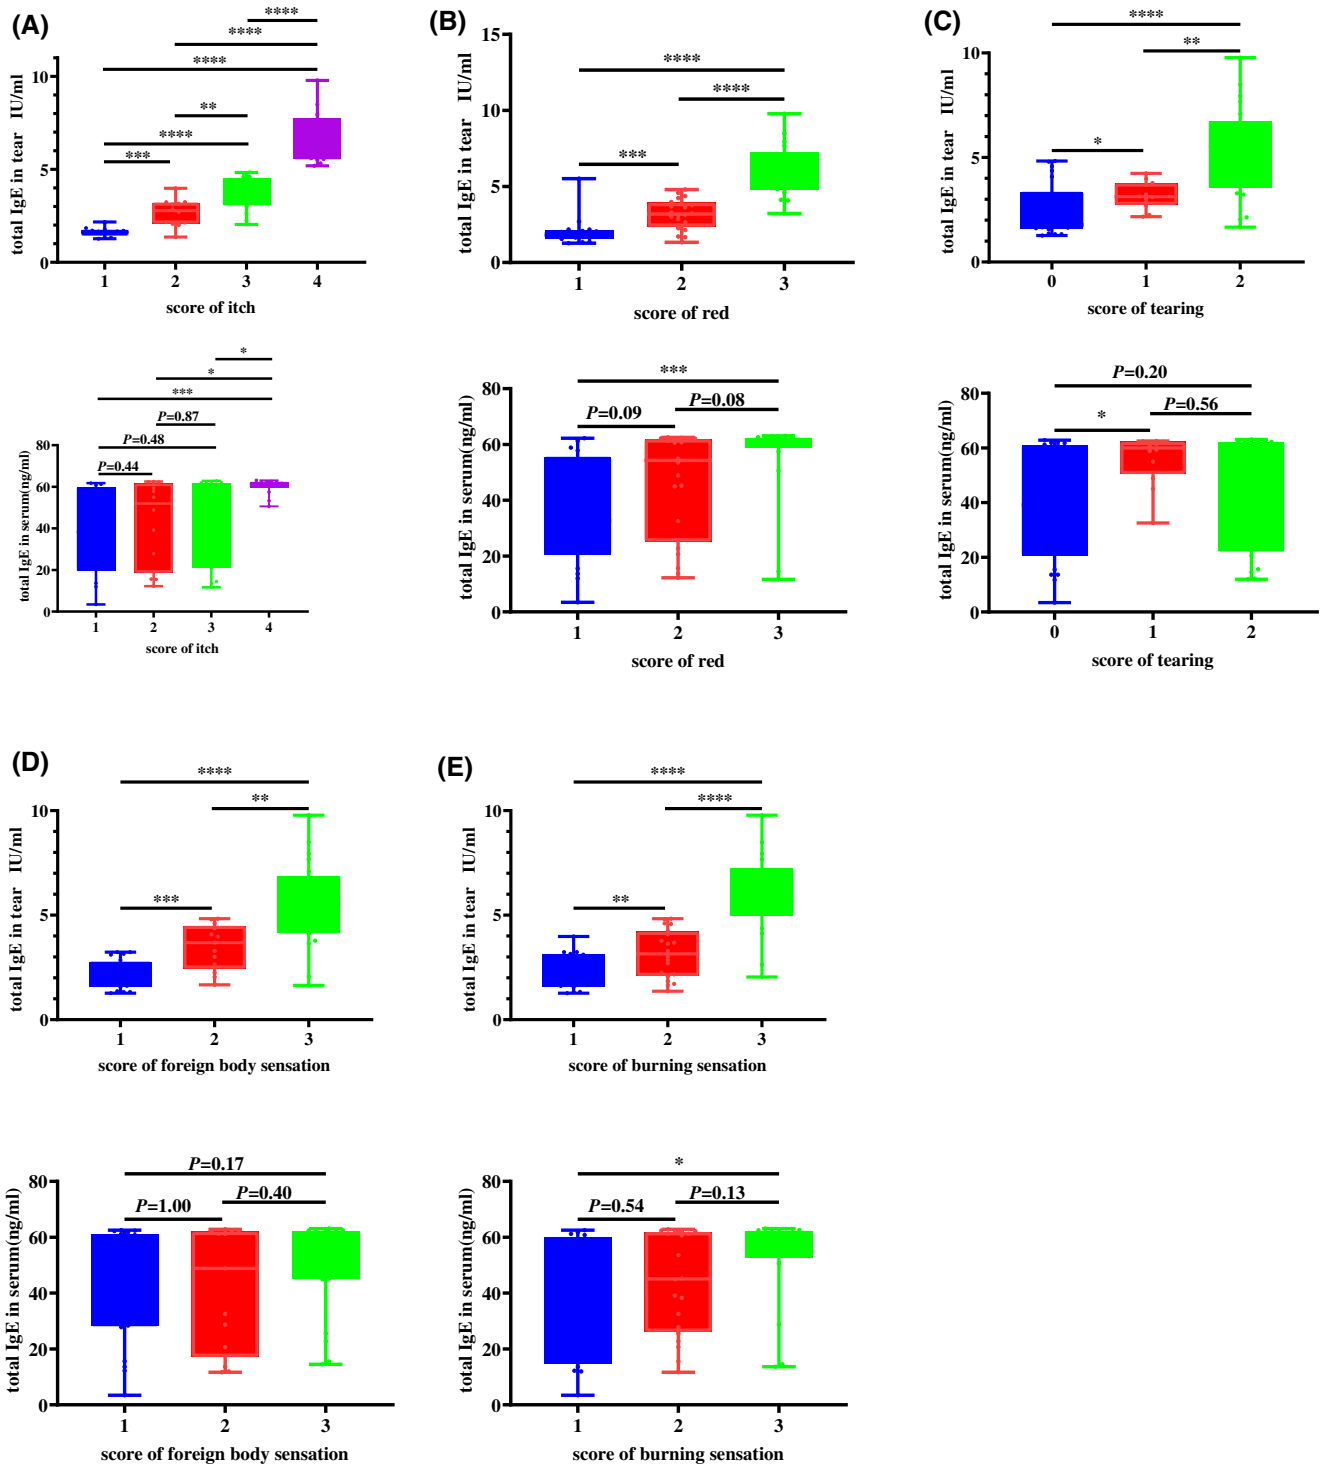 (A)
****
****
****
**
****
***
total IgE in tear IU/ml
10
5
0
1 2 3 4
score of itch
(B)
****
****
***
total IgE in tear IU/ml
15
10
5
0
1 2 3
score of red
(C)
****
**
*
total IgE in tear IU/ml
10
5
0
0 1 2
score of tearing
*
*
***
P=0.87
P=0.48
P=0.44
total IgE in serum(ng/ml)
80
60
40
20
0
1 2 3 4
score of itch
***
P=0.09
P=0.08
total IgE in serum(ng/ml)
80
60
40
20
0
1 2 3
score of red
P=0.20
*
P=0.56
total IgE in serum(ng/ml)
80
60
40
20
0
0 1 2
score of tearing
(D)
****
**
***
total IgE in tear IU/ml
10
5
0
1 2 3
score of foreign body sensation
(E)
****
****
**
total IgE in tear IU/ml
10
5
0
1 2 3
score of burning sensation
P=0.17
P=1.00
P=0.40
total IgE in serum(ng/ml)
80
60
40
20
0
1 2 3
score of foreign body sensation
*
P=0.54
P=0.13
total IgE in serum(ng/ml)
80
60
40
20
0
1 2 3
score of burning sensation